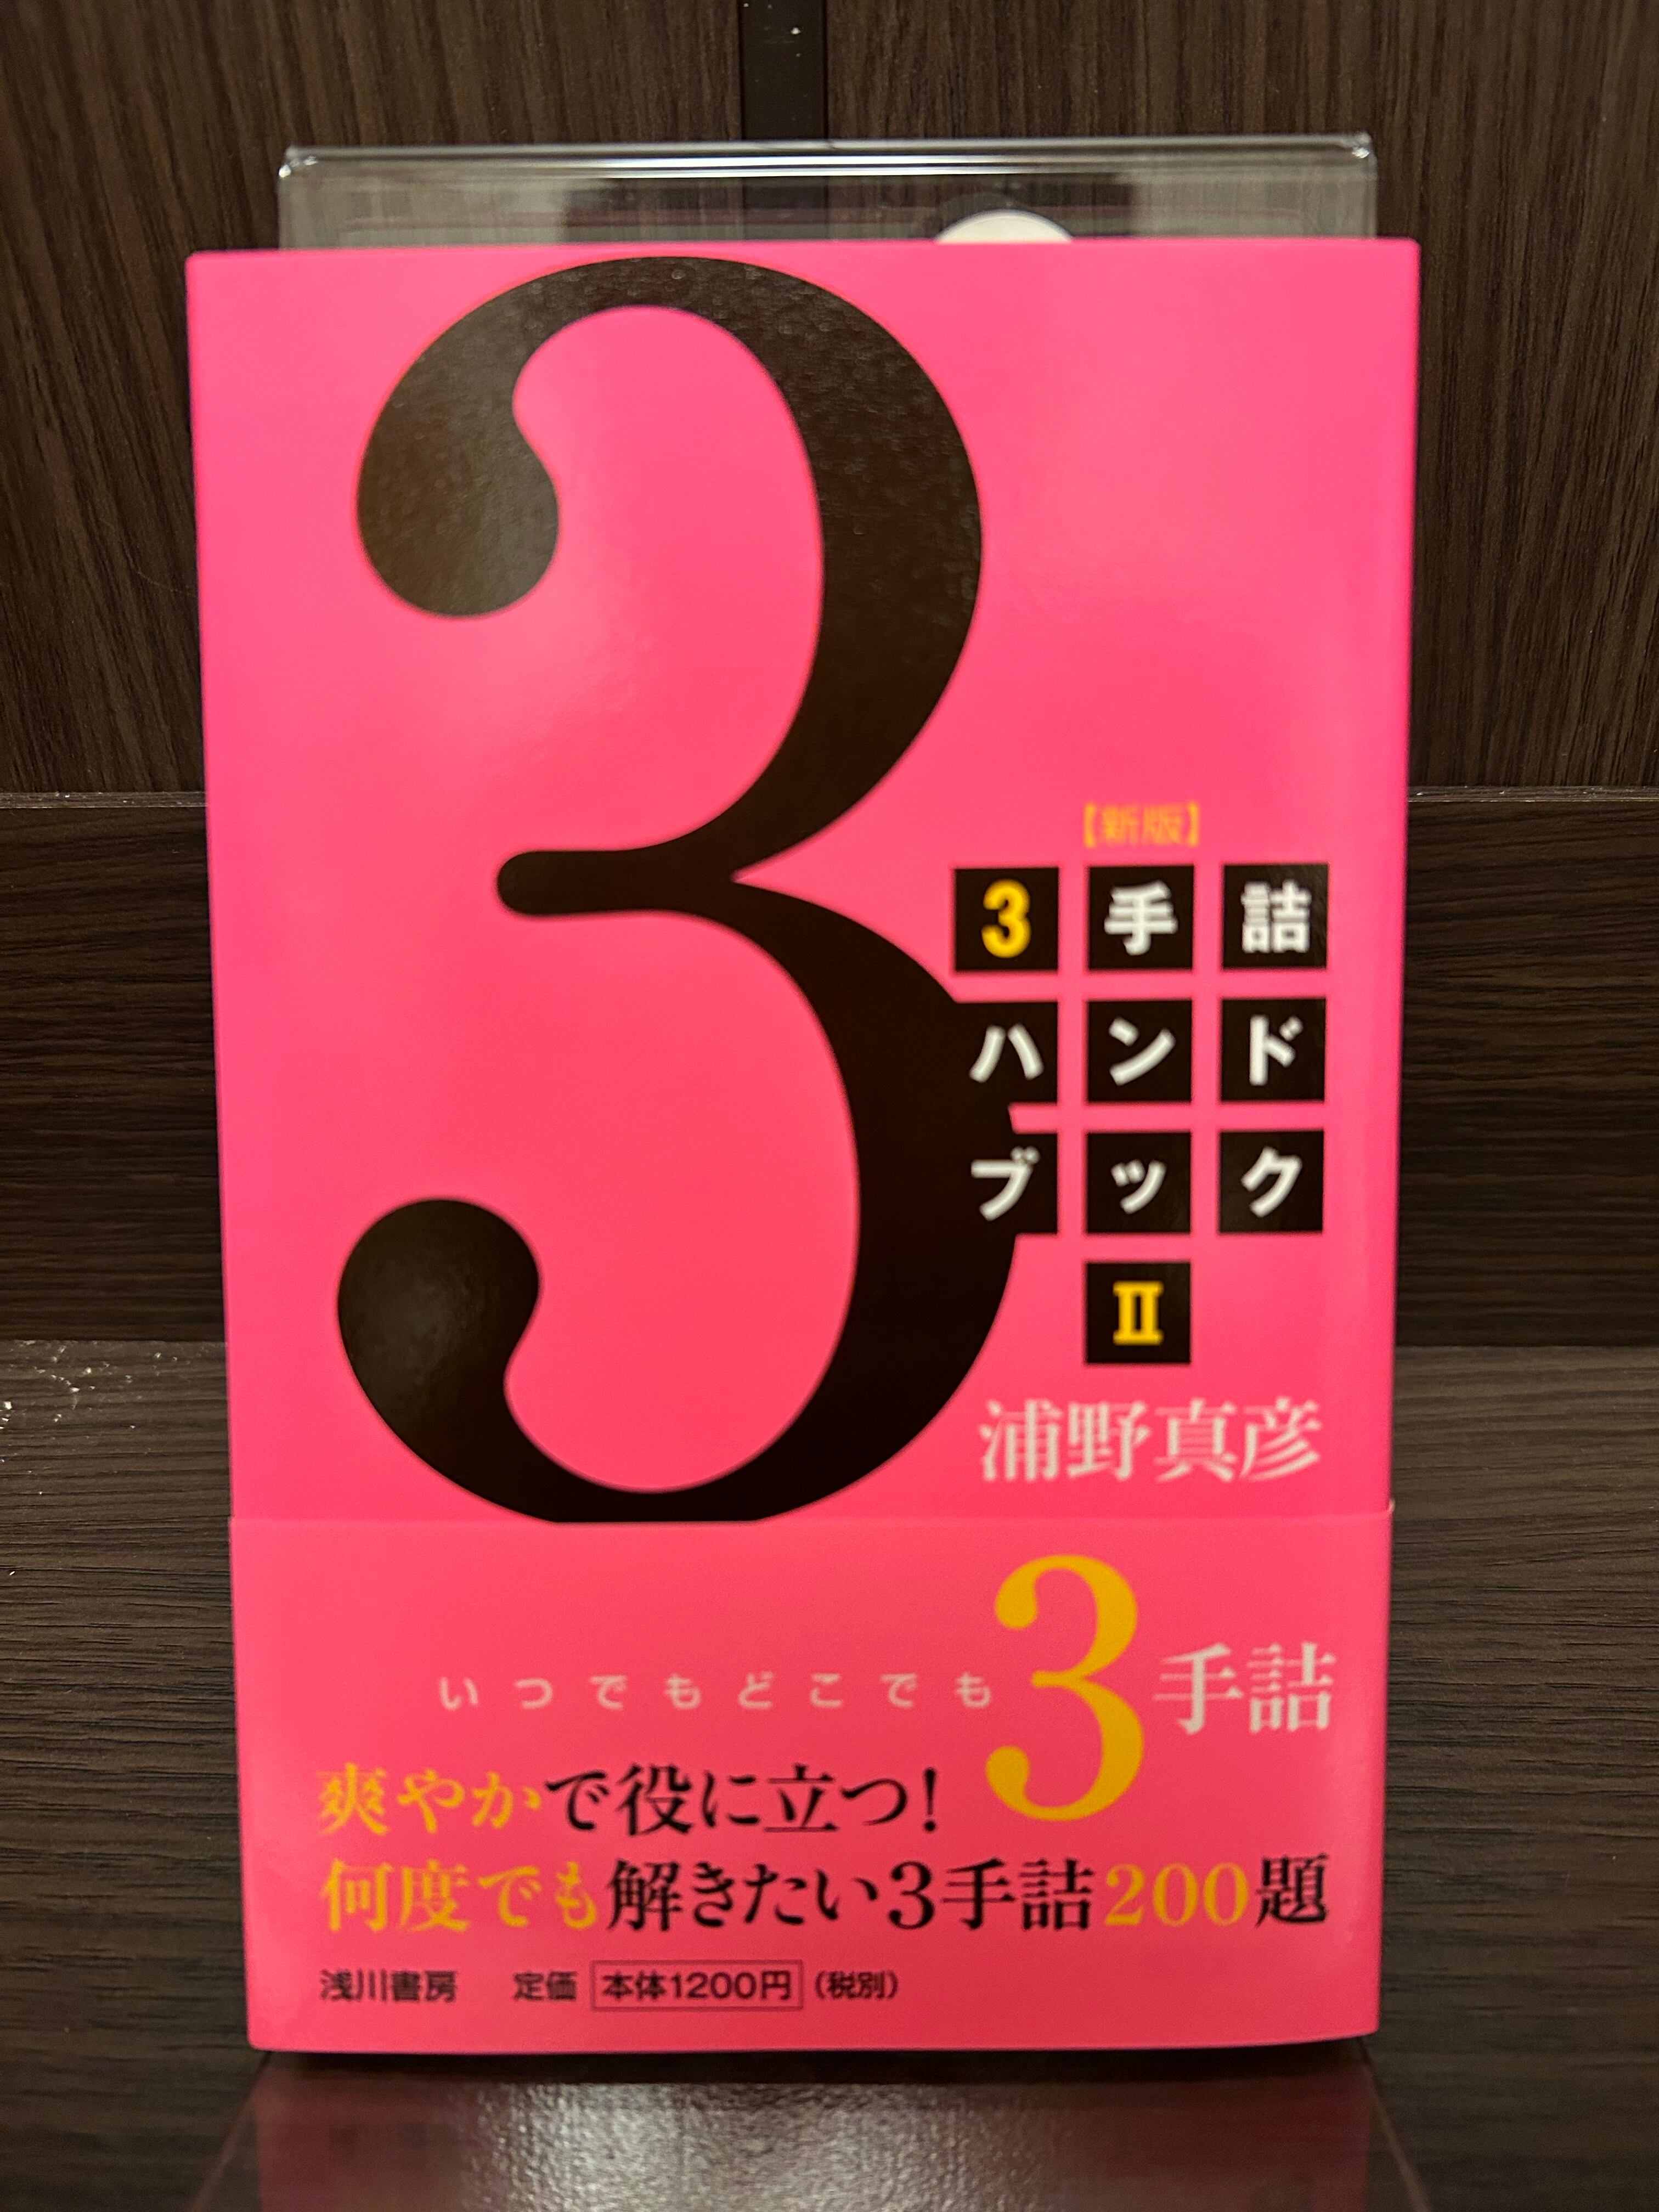 3
【新版】
3手詰
ハンド
ブック
II
浦野真彦
いつでもどこでも3手詰
爽やかで役に立つ!
何度でも解きたい3手詰200題
浅川書房 定価 本体1200円 (税別)